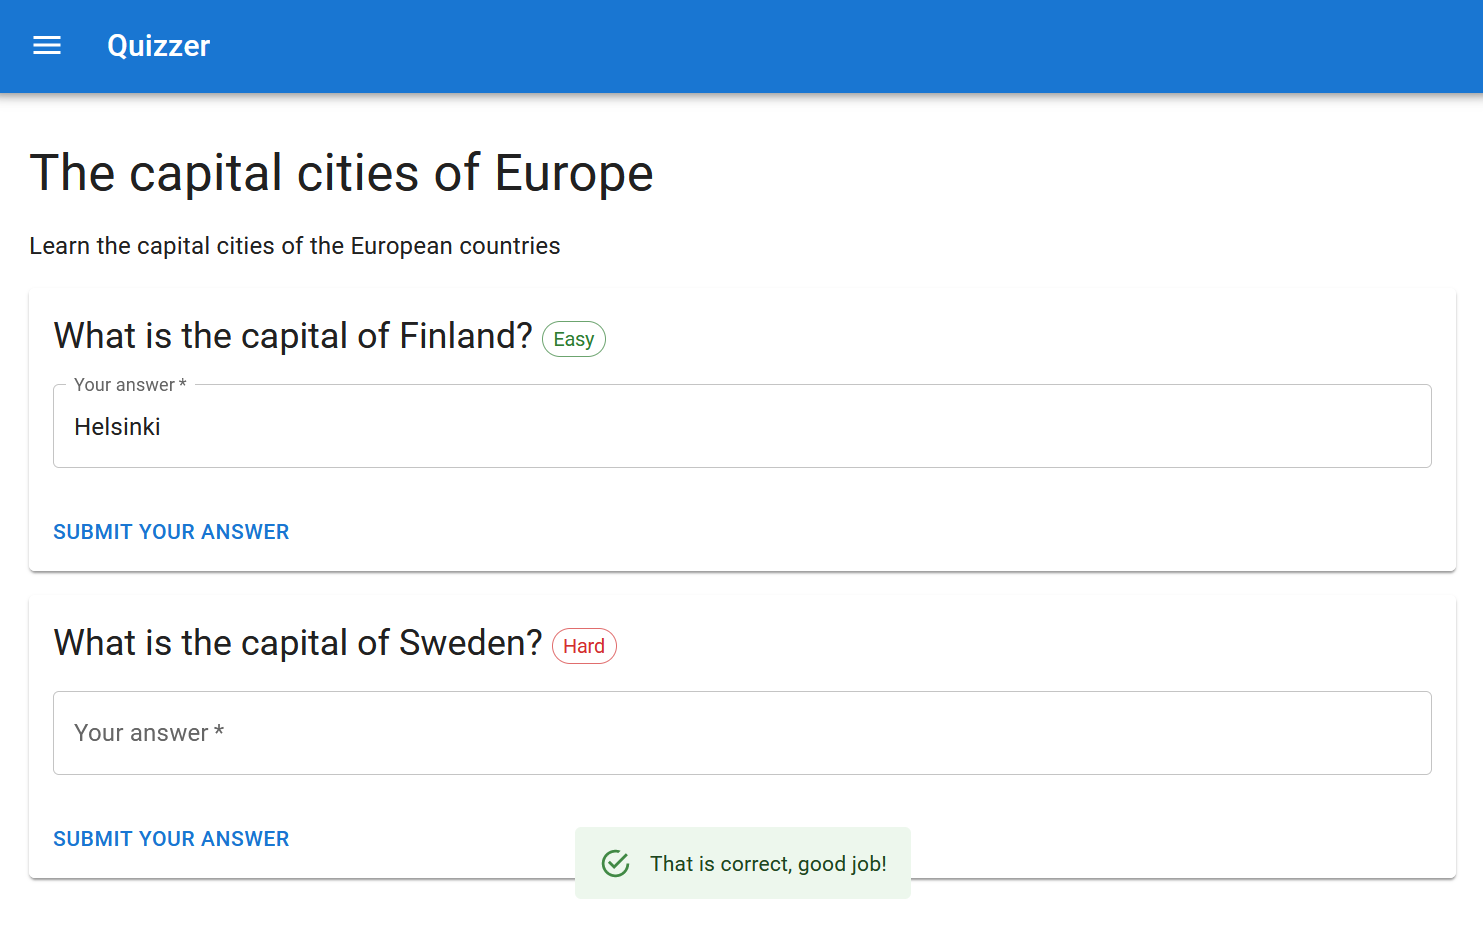 Quizzer
The capital cities of Europe
Learn the capital cities of the European countries
What is the capital of Finland? Easy
Your answer *
Helsinki
SUBMIT YOUR ANSWER
What is the capital of Sweden? Hard
Your answer *
SUBMIT YOUR ANSWER
That is correct, good job!